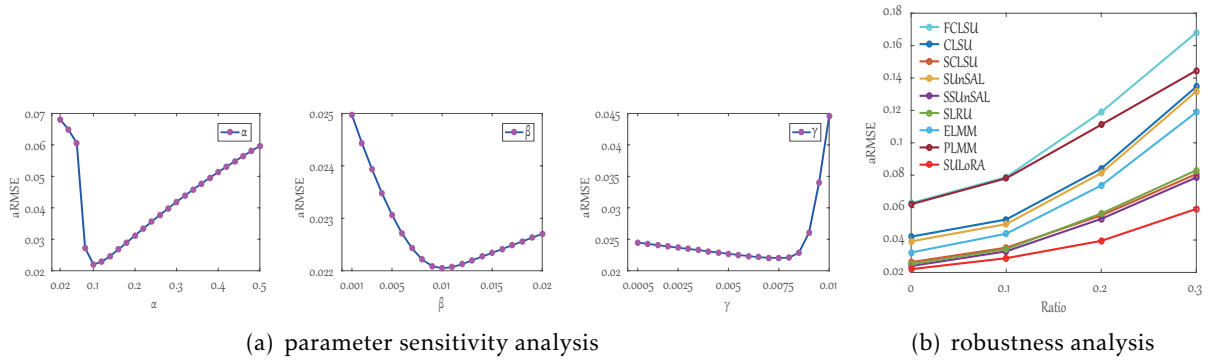 0.07
0.06
0.05
0.04
0.03
0.02
aRMSE
α
0.02 0.1 0.2 0.3 0.4 0.5
α
0.025
0.024
0.023
0.022
aRMSE
β
0.001 0.005 0.01 0.015 0.02
β
0.045
0.04
0.035
0.03
0.025
0.02
aRMSE
γ
0.0005 0.0025 0.005 0.0075 0.01
γ
(a) parameter sensitivity analysis
0.18
0.16
0.14
0.12
0.1
0.08
0.06
0.04
0.02
aRMSE
FCLSU
CLSU
SCLSU
SUnSAL
SSUnSAL
SLRU
ELMM
PLMM
SULoRA
0 0.1 0.2 0.3
Ratio
(b) robustness analysis